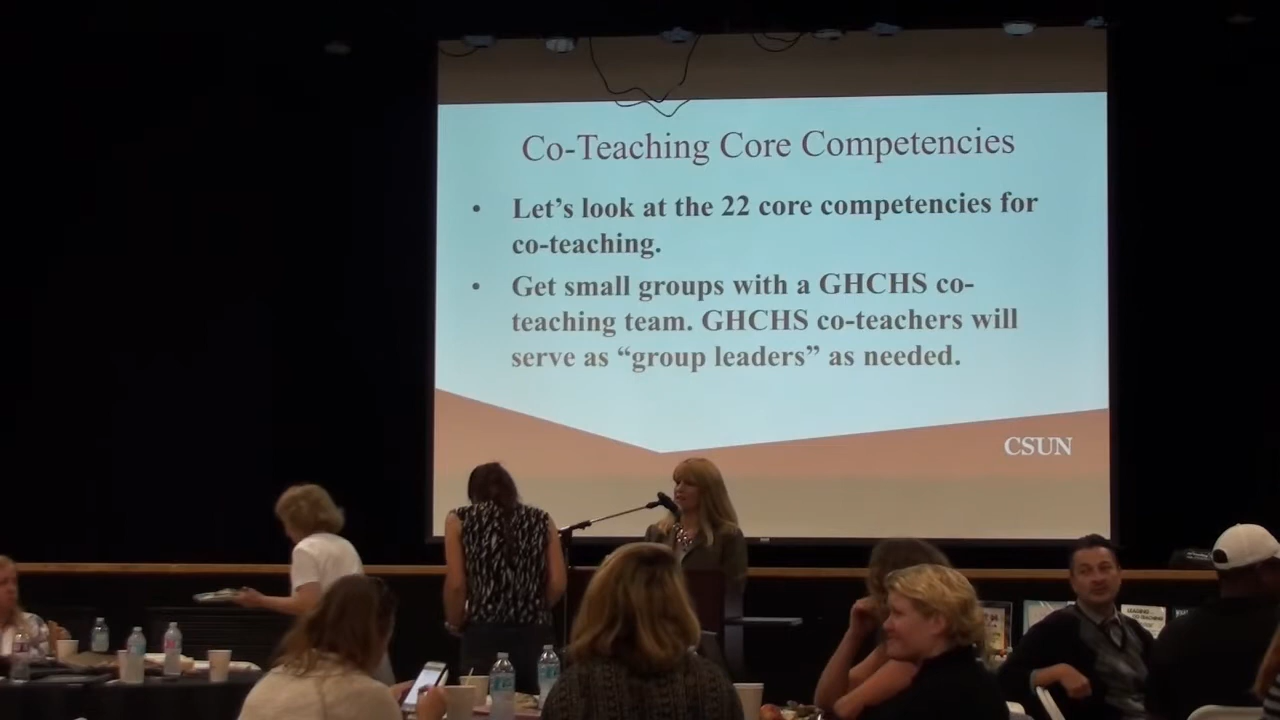 Co-Teaching Core Competencies
• Let's look at the 22 core competencies for
co-teaching.
• Get small groups with a GHCHS co-
teaching team. GHCHS co-teachers will
serve as “group leaders” as needed.
CSUN